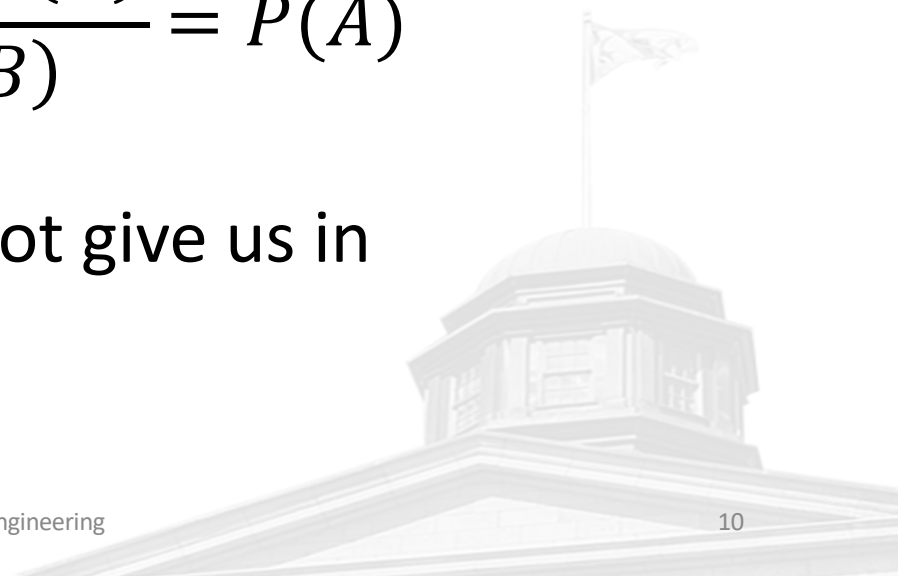 = P(A)
B)
ot give us in
ngineering
10